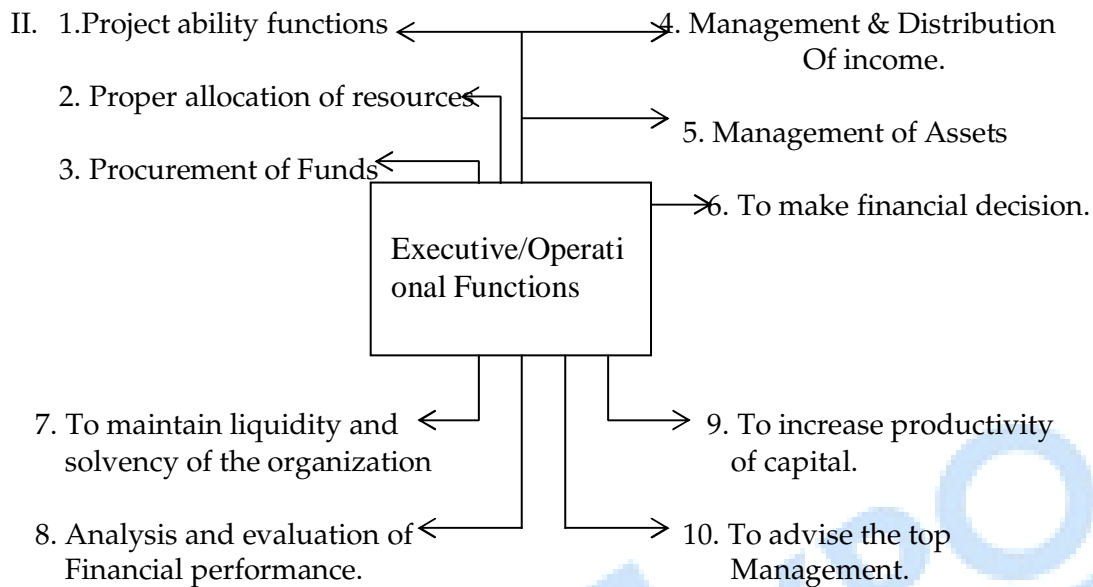 II. 1.Project ability functions
4. Management & Distribution
Of income.
2. Proper allocation of resources
5. Management of Assets
3. Procurement of Funds
6. To make financial decision.
Executive/Operati
onal Functions
7. To maintain liquidity and
solvency of the organization
9. To increase productivity
of capital.
8. Analysis and evaluation of
Financial performance.
10. To advise the top
Management.